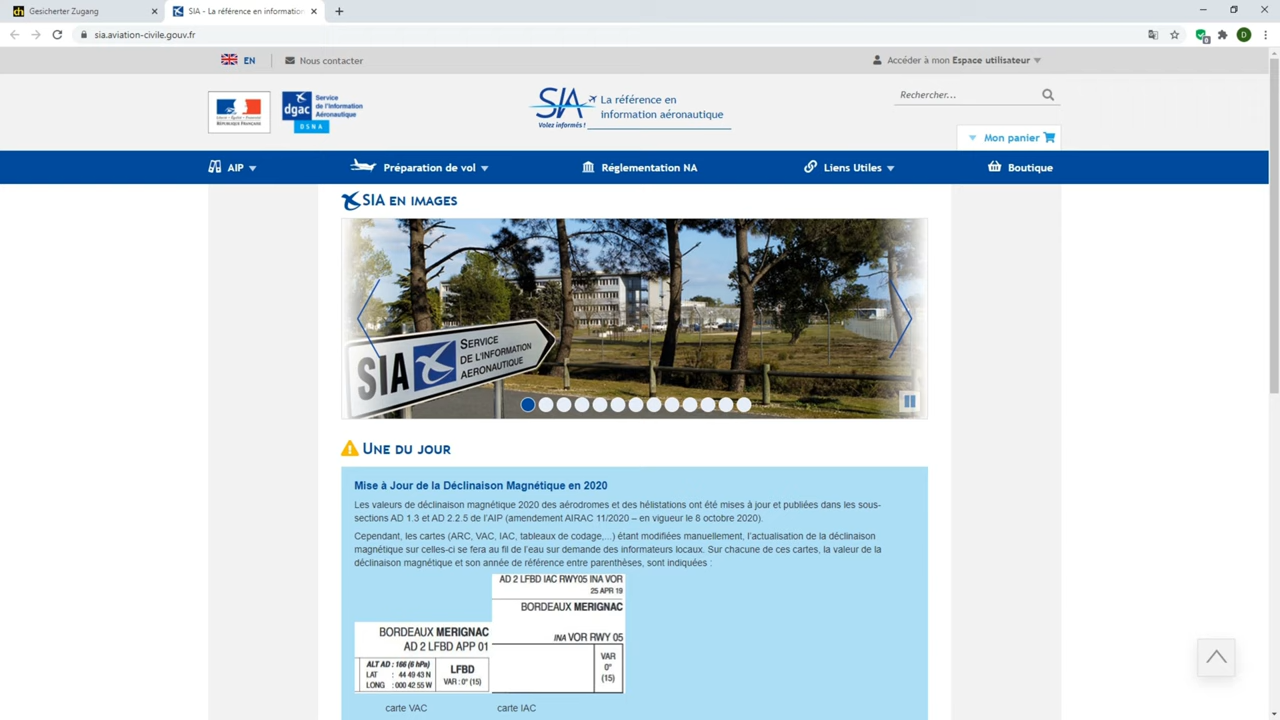 Gesicherter Zugang
SIA - La référence en information
sia.aviation-civile.gouv.fr
D
EN
Nous contacter
Accéder à mon Espace utilisateur
RÉPUBLIQUE FRANÇAISE
dgac
DSNA
Service
de l'Information
Aéronautique
SIA
Volez informés !
La référence en
information aéronautique
Rechercher...
Mon panier
AIP
Préparation de vol
Réglementation NA
Liens Utiles
Boutique
SIA EN IMAGES
SIA
SERVICE
DE L'INFORMATION
AERONAUTIQUE
UNE DU JOUR
Mise à Jour de la Déclinaison Magnétique en 2020
Les valeurs de déclinaison magnétique 2020 des aérodromes et des hélistations ont été mises à jour et publiées dans les sous-
sections AD 1.3 et AD 2.2.5 de l'AIP (amendement AIRAC 11/2020 – en vigueur le 8 octobre 2020).
Cependant, les cartes (ARC, VAC, IAC, tableaux de codage,...) étant modifiées manuellement, l'actualisation de la déclinaison
magnétique sur celles-ci se fera au fil de l'eau sur demande des informateurs locaux. Sur chacune de ces cartes, la valeur de la
déclinaison magnétique et son année de référence entre parenthèses, sont indiquées :
BORDEAUX MERIGNAC
AD 2 LFBD APP 01
ALT AD : 166 (6 hPa)
LAT : 44 49 43 N
LONG : 000 42 55 W
LFBD
VAR : 0° (15)
AD 2 LFBD IAC RWY05 INA VOR
25 APR 19
BORDEAUX MERIGNAC
INA VOR RWY 05
VAR
0°
(15)
carte VAC
carte IAC